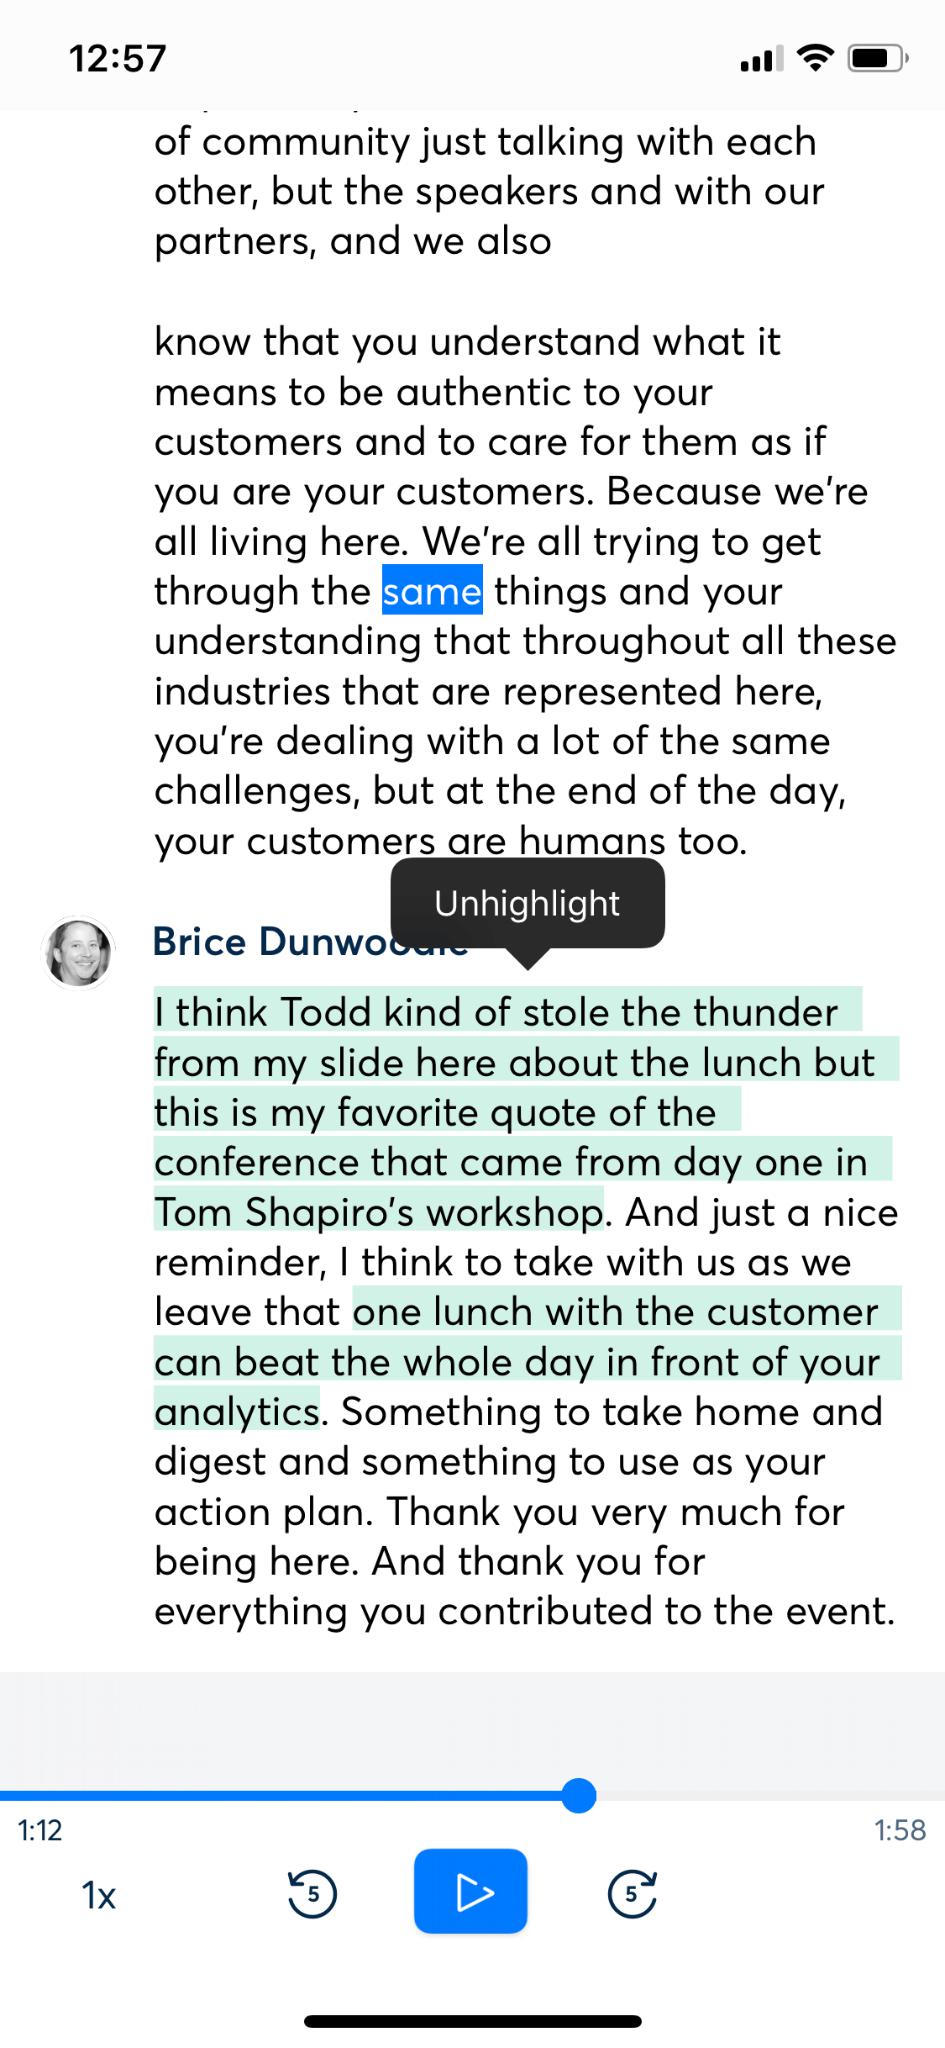 12:57
of community just talking with each
other, but the speakers and with our
partners, and we also
know that you understand what it
means to be authentic to your
customers and to care for them as if
you are your customers. Because we're
all living here. We're all trying to get
through the same things and your
understanding that throughout all these
industries that are represented here,
you're dealing with a lot of the same
challenges, but at the end of the day,
your customers are humans too.
Unhighlight
Brice Dunwoodie
I think Todd kind of stole the thunder
from my slide here about the lunch but
this is my favorite quote of the
conference that came from day one in
Tom Shapiro's workshop. And just a nice
reminder, I think to take with us as we
leave that one lunch with the customer
can beat the whole day in front of your
analytics. Something to take home and
digest and something to use as your
action plan. Thank you very much for
being here. And thank you for
everything you contributed to the event.
1:12
1:58
1x
5
5